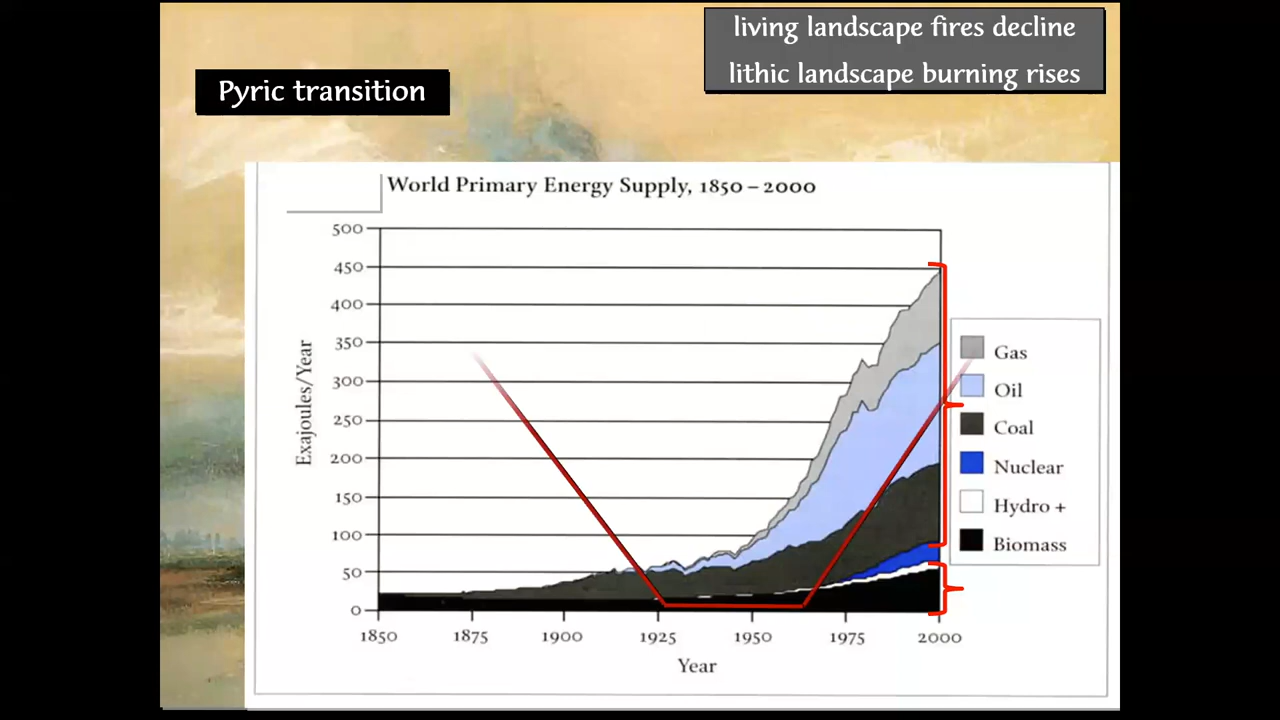 living landscape fires decline
lithic landscape burning rises
Pyric transition
World Primary Energy Supply, 1850 – 2000
Exajoules/Year
500
450
400
350
300
250
200
150
100
50
0
1850
1875
1900
1925
1950
1975
2000
Year
Gas
Oil
Coal
Nuclear
Hydro +
Biomass